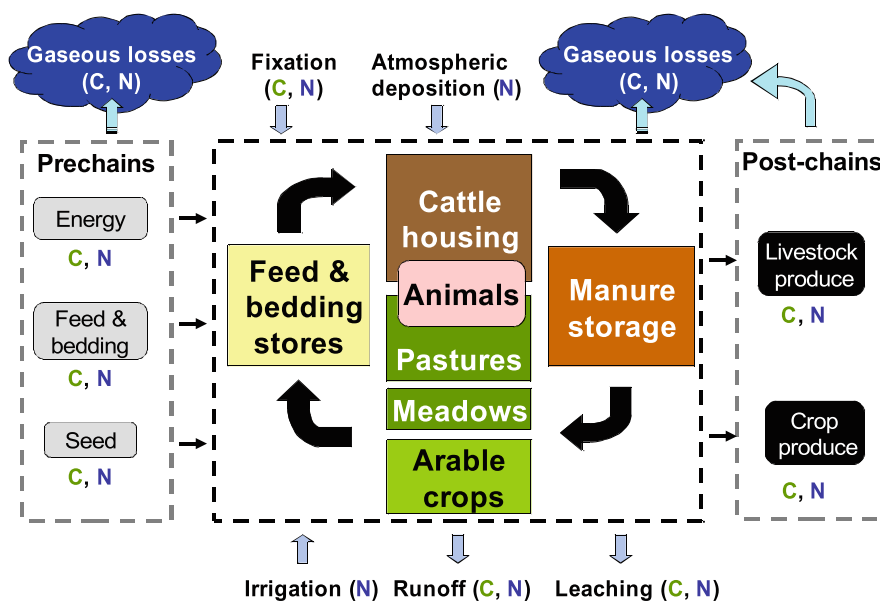 Gaseous losses
(C, N)
Fixation
(C, N)
Atmospheric
deposition (N)
Gaseous losses
(C, N)
Prechains
Energy
C, N
Feed &
bedding
C, N
Seed
C, N
Feed &
bedding
stores
Cattle
housing
Animals
Pastures
Meadows
Arable
crops
Manure
storage
Post-chains
Livestock
produce
C, N
Crop
produce
C, N
Irrigation (N)
Runoff (C, N)
Leaching (C, N)